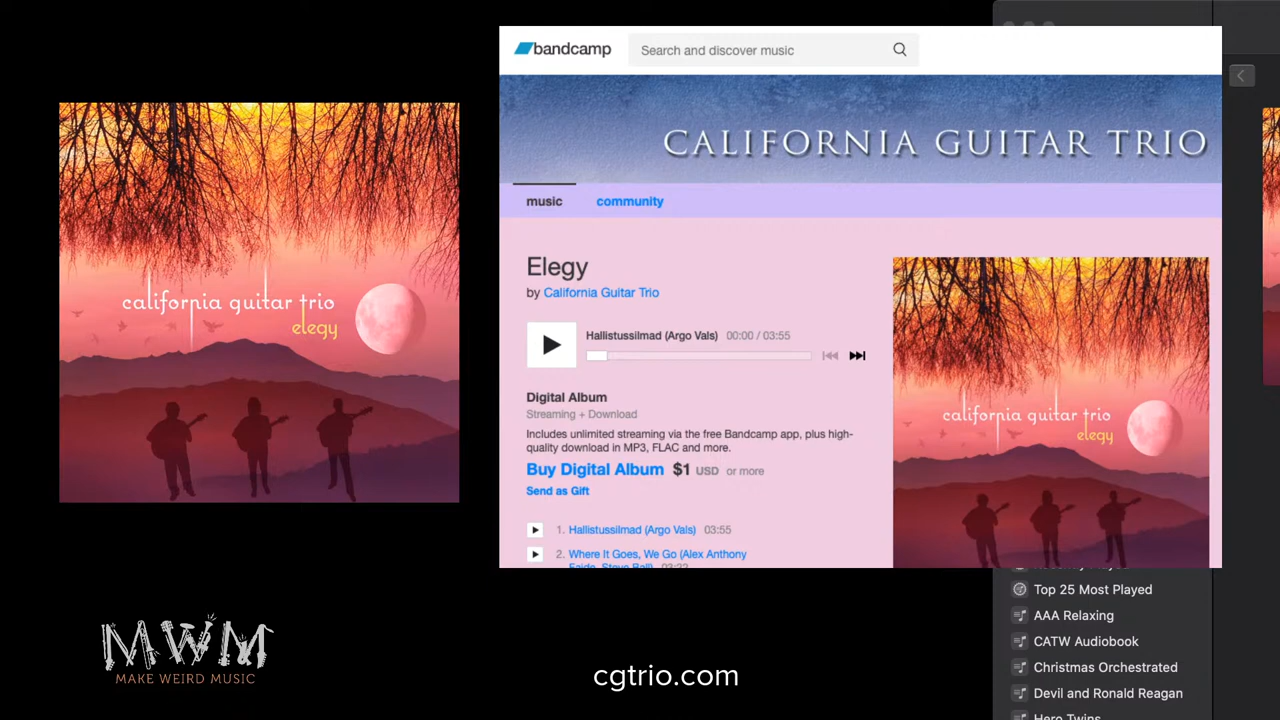 california guitar trio
elegy
MWM
MAKE WEIRD MUSIC
bandcamp
Search and discover music
CALIFORNIA GUITAR TRIO
music
community
Elegy
by California Guitar Trio
Hallistussilmad (Argo Vals) 00:00 / 03:55
Digital Album
Streaming + Download
Includes unlimited streaming via the free Bandcamp app, plus high-
quality download in MP3, FLAC and more.
Buy Digital Album $1 USD or more
Send as Gift
1. Hallistussilmad (Argo Vals) 03:55
2. Where It Goes, We Go (Alex Anthony
california guitar trio
elegy
cgtrio.com
Top 25 Most Played
AAA Relaxing
CATW Audiobook
Christmas Orchestrated
Devil and Ronald Reagan
Hero Twins